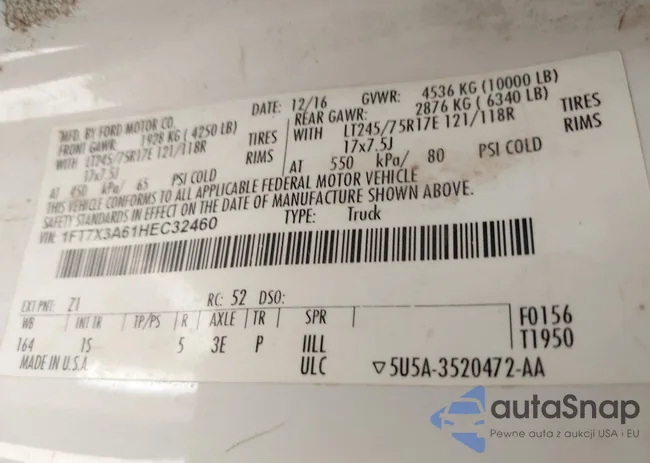 MFD. BY FORD MOTOR CO.
DATE: 12/16 GVWR: 4536 KG (10000 LB)
FRONT GAWR: 1928 KG (4250 LB) REAR GAWR: 2876 KG (6340 LB)
WITH LT245/75R17E 121/118R TIRES WITH LT245/75R17E 121/118R TIRES
17x7.5J RIMS 17x7.5J RIMS
AT 450 kPa/ 65 PSI COLD AT 550 kPa/ 80 PSI COLD
THIS VEHICLE CONFORMS TO ALL APPLICABLE FEDERAL MOTOR VEHICLE
SAFETY STANDARDS IN EFFECT ON THE DATE OF MANUFACTURE SHOWN ABOVE.
VIN: 1FT7X3A61HEC32460 TYPE: Truck
EXT PNT: Z1 RC: 52 DSO:
WB INT TR TP/PS R AXLE TR SPR F0156
164 1S 5 3E P IILL T1950
MADE IN U.S.A. ULC ▽5U5A-3520472-AA
autaSnap
Pewne auta z aukcji USA i EU